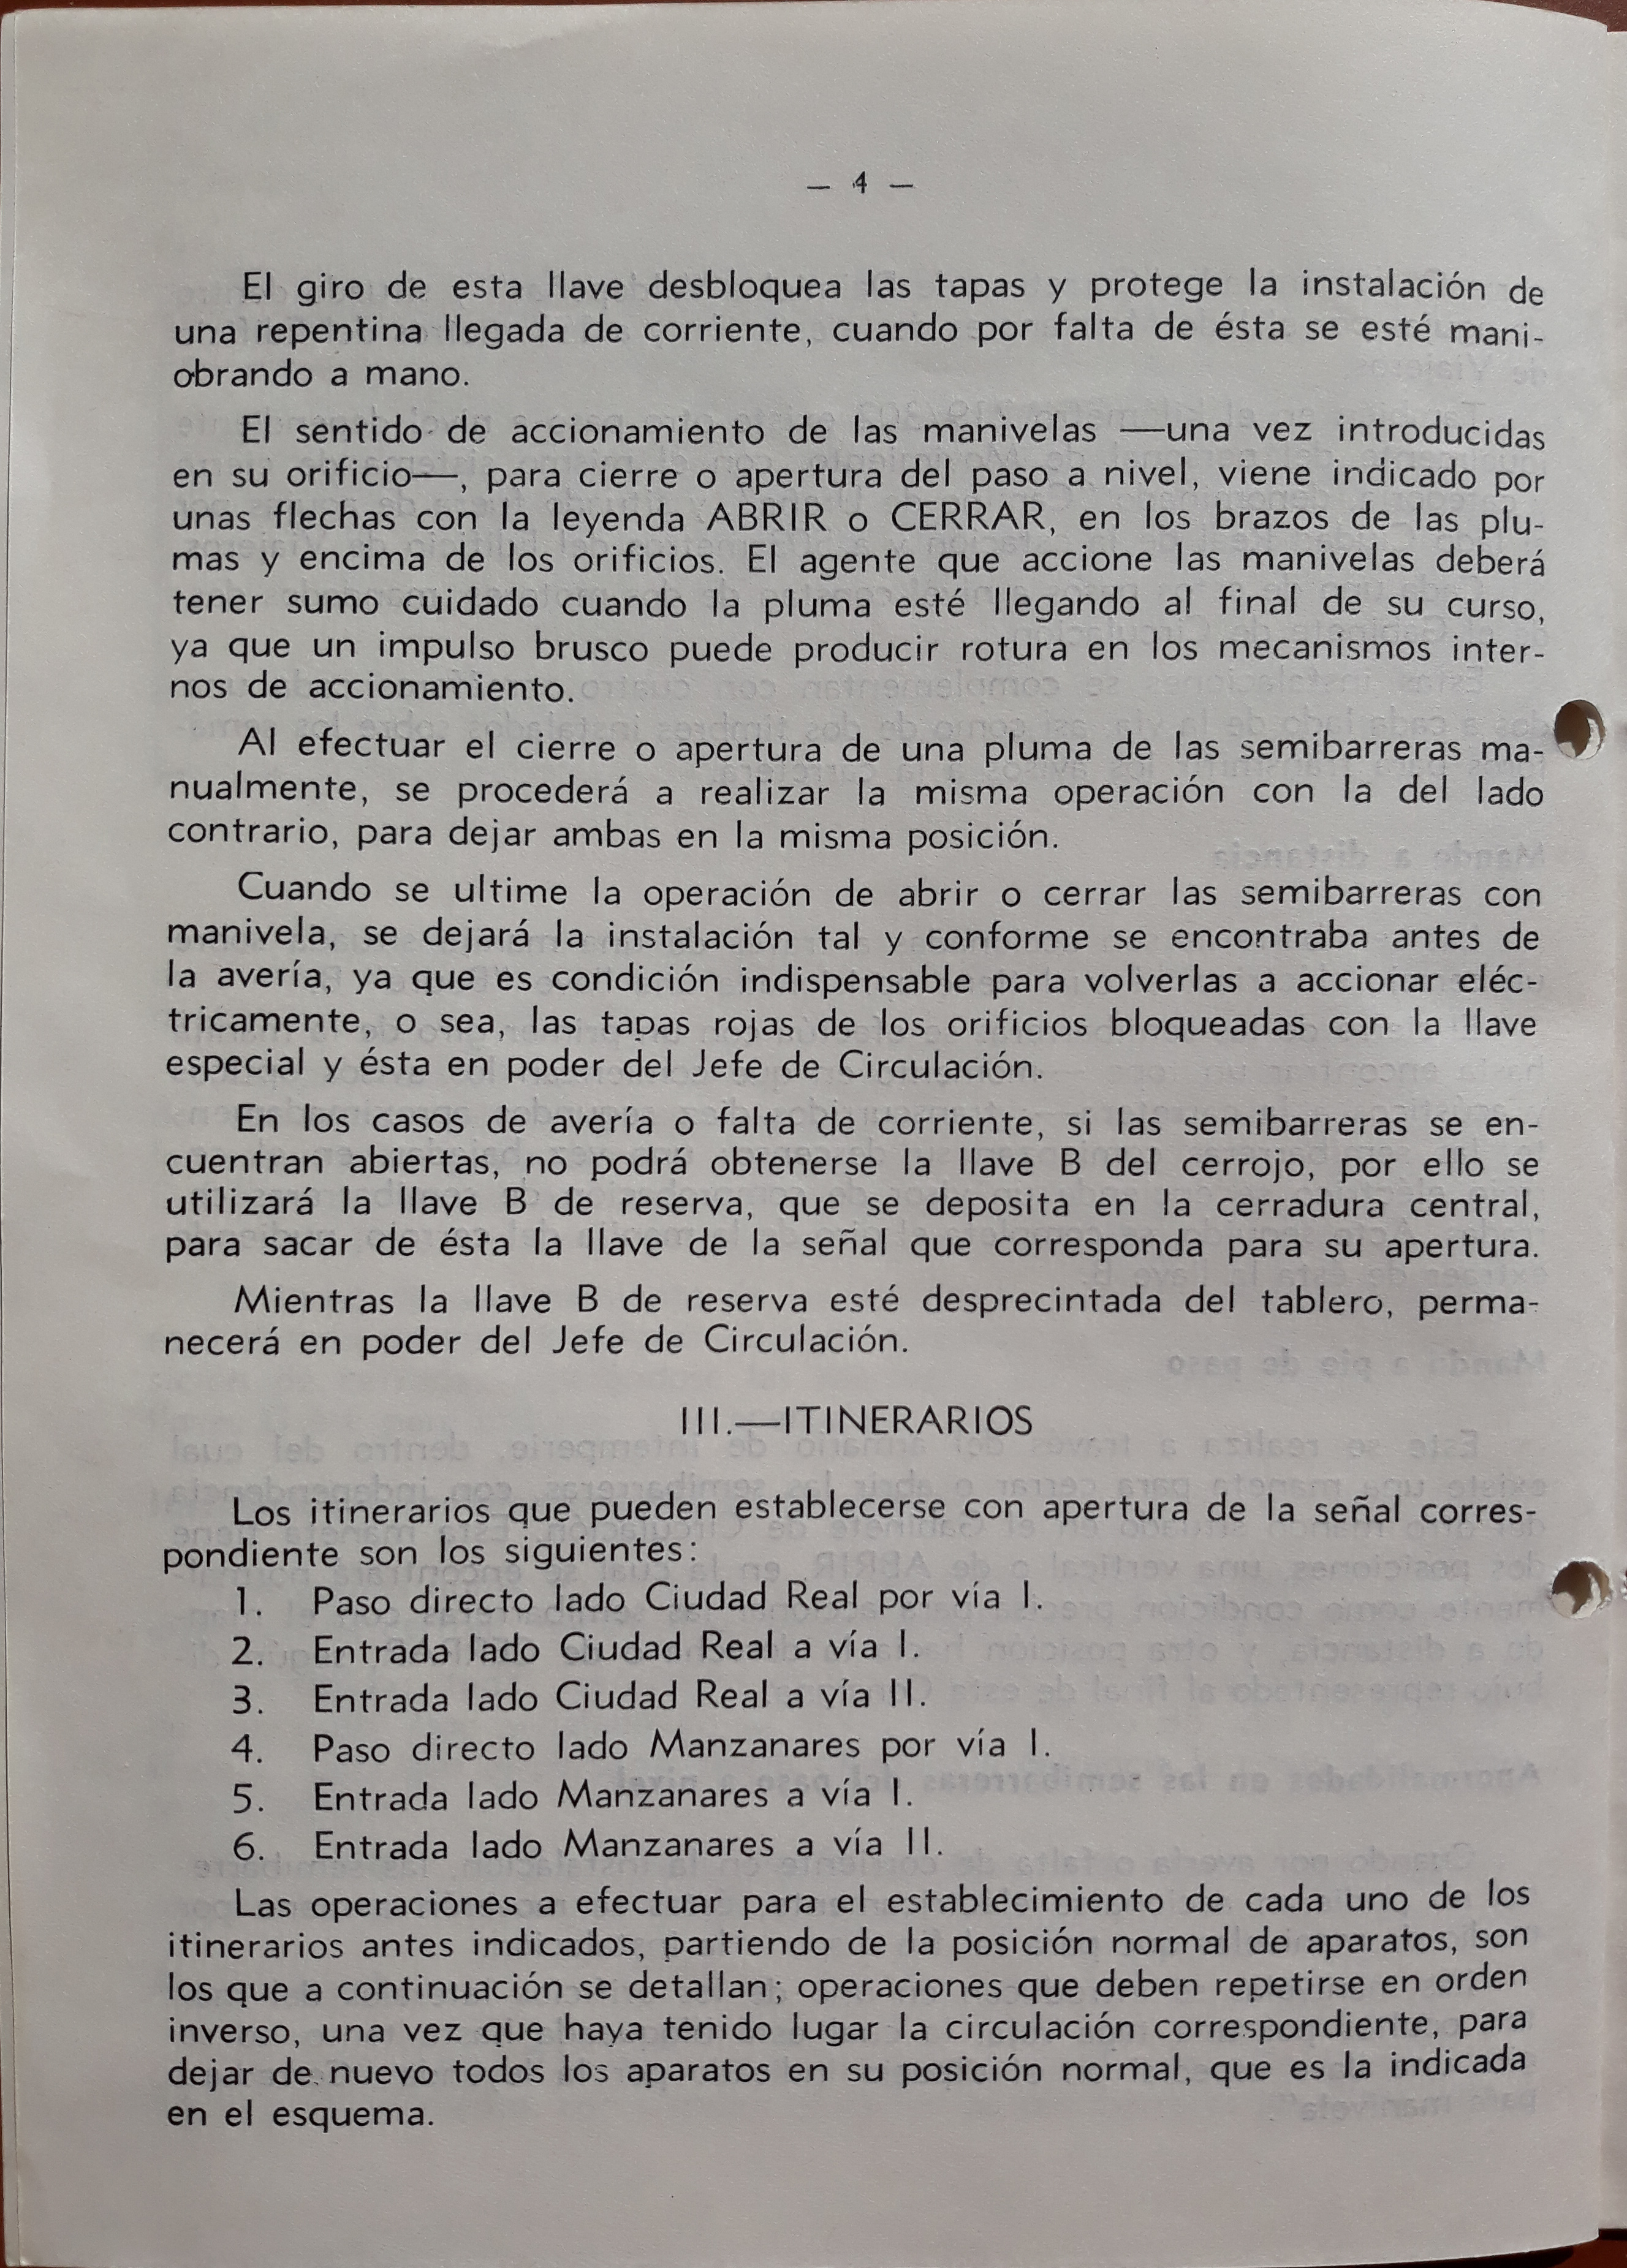 — 4 —
El giro de esta llave desbloquea las tapas y protege la instalación de
una repentina llegada de corriente, cuando por falta de ésta se esté mani-
obrando a mano.
El sentido de accionamiento de las manivelas —una vez introducidas
en su orificio—, para cierre o apertura del paso a nivel, viene indicado por
unas flechas con la leyenda ABRIR o CERRAR, en los brazos de las plu-
mas y encima de los orificios. El agente que accione las manivelas deberá
tener sumo cuidado cuando la pluma esté llegando al final de su curso,
ya que un impulso brusco puede producir rotura en los mecanismos inter-
nos de accionamiento.
Al efectuar el cierre o apertura de una pluma de las semibarreras ma-
nualmente, se procederá a realizar la misma operación con la del lado
contrario, para dejar ambas en la misma posición.
Cuando se ultime la operación de abrir o cerrar las semibarreras con
manivela, se dejará la instalación tal y conforme se encontraba antes de
la avería, ya que es condición indispensable para volverlas a accionar eléc-
tricamente, o sea, las tapas rojas de los orificios bloqueadas con la llave
especial y ésta en poder del Jefe de Circulación.
En los casos de avería o falta de corriente, si las semibarreras se en-
cuentran abiertas, no podrá obtenerse la llave B del cerrojo, por ello se
utilizará la llave B de reserva, que se deposita en la cerradura central,
para sacar de ésta la llave de la señal que corresponda para su apertura.
Mientras la llave B de reserva esté desprecintada del tablero, perma-
necerá en poder del Jefe de Circulación.
III.—ITINERARIOS
Los itinerarios que pueden establecerse con apertura de la señal corres-
pondiente son los siguientes:
1. Paso directo lado Ciudad Real por vía I.
2. Entrada lado Ciudad Real a vía I.
3. Entrada lado Ciudad Real a vía II.
4. Paso directo lado Manzanares por vía I.
5. Entrada lado Manzanares a vía I.
6. Entrada lado Manzanares a vía II.
Las operaciones a efectuar para el establecimiento de cada uno de los
itinerarios antes indicados, partiendo de la posición normal de aparatos, son
los que a continuación se detallan; operaciones que deben repetirse en orden
inverso, una vez que haya tenido lugar la circulación correspondiente, para
dejar de nuevo todos los aparatos en su posición normal, que es la indicada
en el esquema.